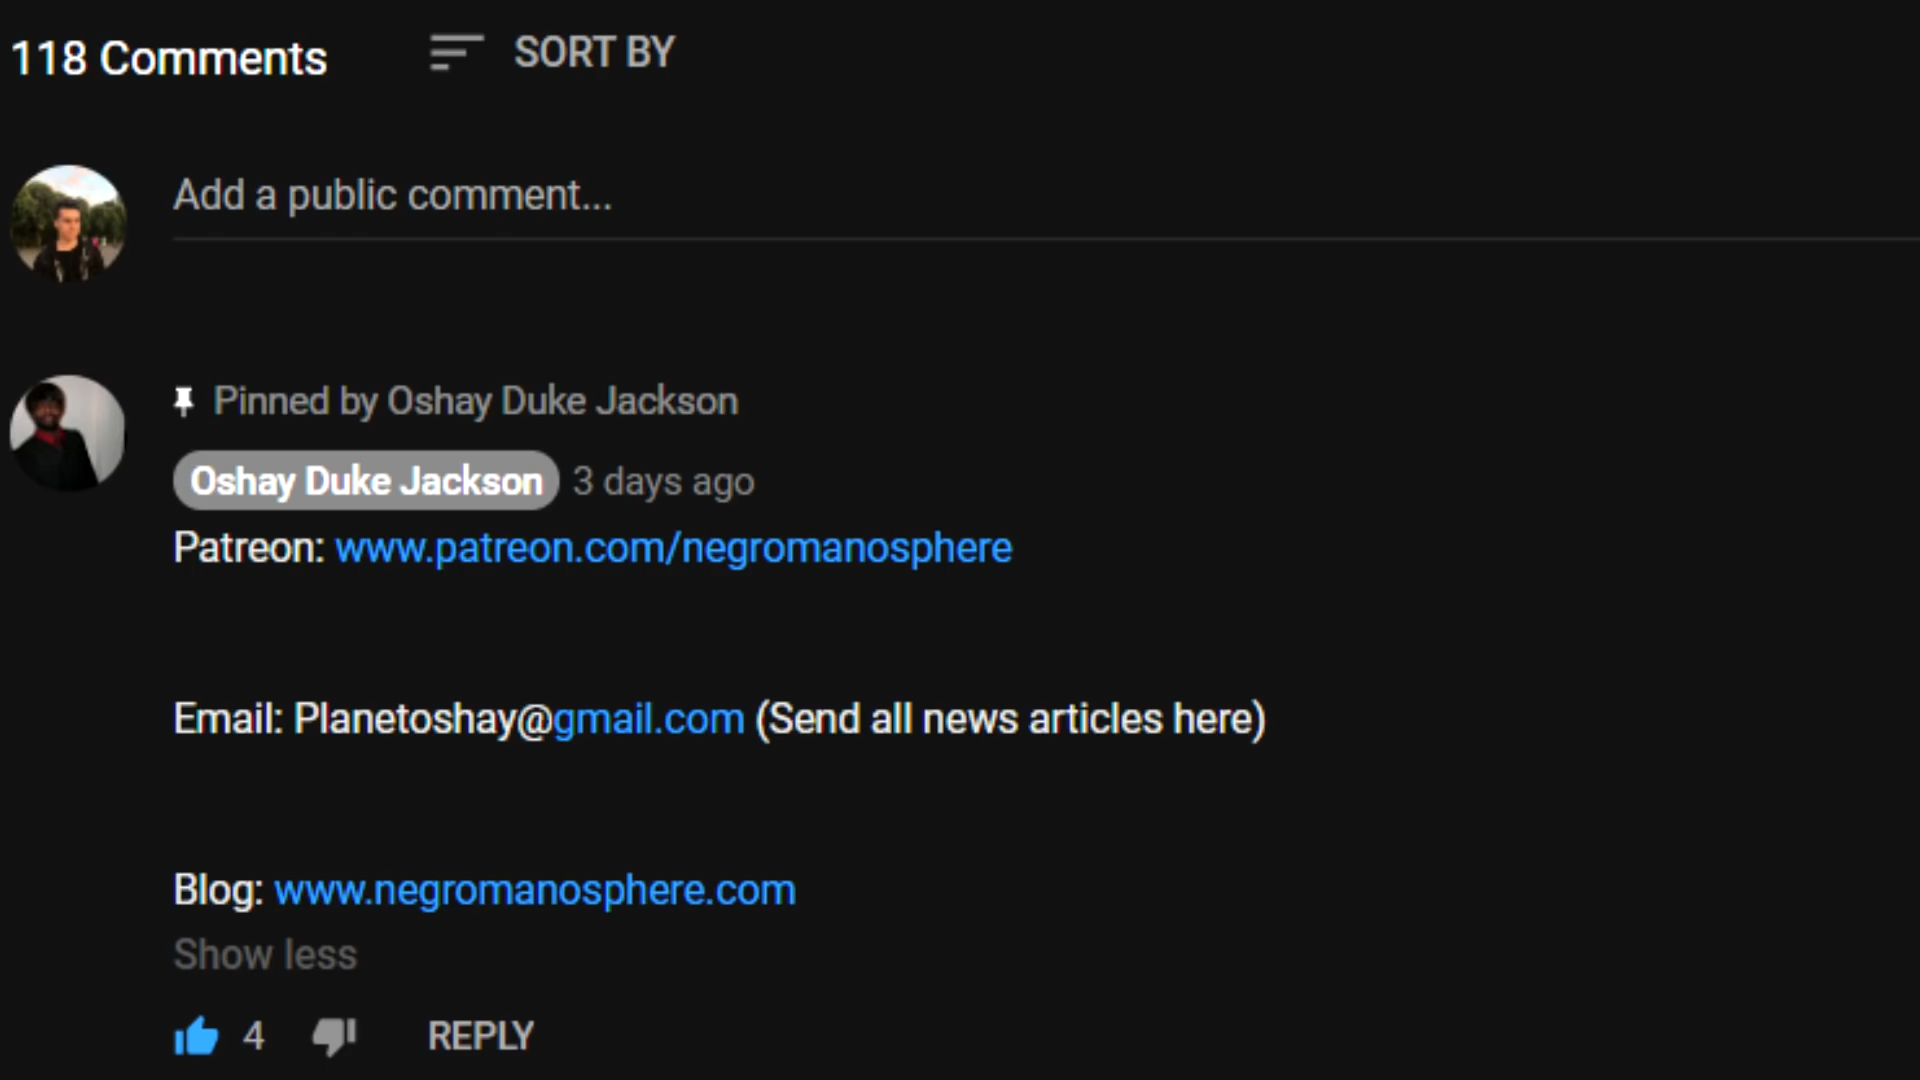 118 Comments SORT BY
Add a public comment...
Pinned by Oshay Duke Jackson
Oshay Duke Jackson 3 days ago
Patreon: www.patreon.com/negromanosphere
Email: Planetoshay@gmail.com (Send all news articles here)
Blog: www.negromanosphere.com
Show less
4 REPLY